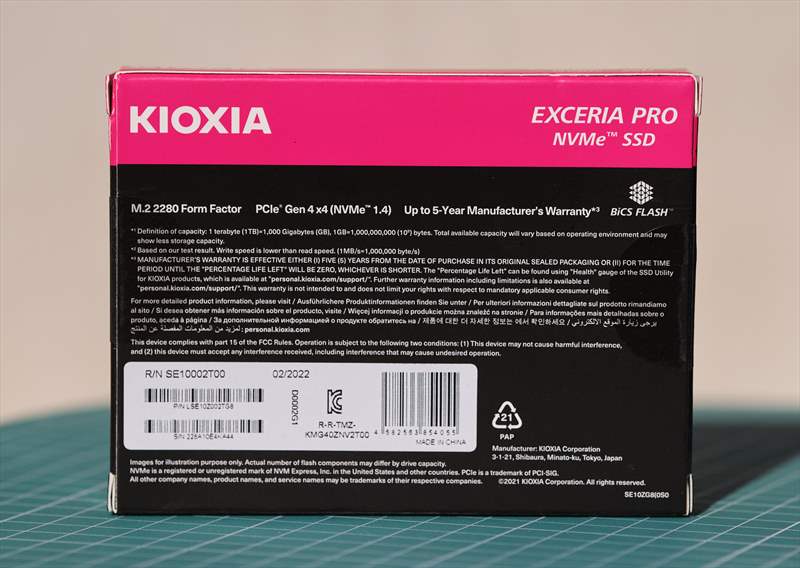 KIOXIA
EXCERIA PRO
NVMe™ SSD
M.2 2280 Form Factor PCIe® Gen 4 x4 (NVMe™ 1.4) Up to 5-Year Manufacturer's Warranty*³
BiCS FLASH™
*¹ Definition of capacity: 1 terabyte (1TB)=1,000 Gigabytes (GB), 1GB=1,000,000,000 (10⁹) bytes. Total available capacity will vary based on operating environment and may
show less storage capacity.
*² Based on our test result. Write speed is lower than read speed. (1MB/s=1,000,000 byte/s)
*³ MANUFACTURER'S WARRANTY IS EFFECTIVE EITHER (I) FIVE (5) YEARS FROM THE DATE OF PURCHASE IN ITS ORIGINAL SEALED PACKAGING OR (II) FOR THE TIME
PERIOD UNTIL THE "PERCENTAGE LIFE LEFT" WILL BE ZERO, WHICHEVER IS SHORTER. The "Percentage Life Left" can be found using "Health" gauge of the SSD Utility
for KIOXIA products, which is available at "personal.kioxia.com/support/". Further warranty information including limitations is also available at
"personal.kioxia.com/support/". This warranty is not intended to and does not limit your rights with respect to mandatory applicable consumer rights.
For more detailed product information, please visit / Ausführlichere Produktinformationen finden Sie unter / Per ulteriori informazioni dettagliate sul prodotto rimandiamo
al sito / Si desea obtener más información sobre el producto, visite / Więcej informacji o produkcie można znaleźć na stronie / Para informações mais detalhadas sobre o
produto, aceda à página / За дополнительной информацией о продукте обратитесь на / 제품에 대한 더 자세한 정보는 에서 확인하세요 / يرجى زيارة الموقع الالكتروني
لمزيد من المعلومات المفصلة عن المنتج: personal.kioxia.com
This device complies with part 15 of the FCC Rules. Operation is subject to the following two conditions: (1) This device may not cause harmful interference,
and (2) this device must accept any interference received, including interference that may cause undesired operation.
R/N SE10002T00 02/2022
P/N LSE10Z002TG8
S/N 228A10E4KA44
D0002G1
R-R-TMZ-
KMG40ZNV2T00
4 582563 854055
MADE IN CHINA
21
PAP
Manufacturer: KIOXIA Corporation
3-1-21, Shibaura, Minato-ku, Tokyo, Japan
Images for illustration purpose only. Actual number of flash components may differ by drive capacity.
NVMe is a registered or unregistered mark of NVM Express, Inc. in the United States and other countries. PCIe is a trademark of PCI-SIG.
All other company names, product names, and service names may be trademarks of their respective companies. ©2021 KIOXIA Corporation. All rights reserved.
SE10ZG8(0S0